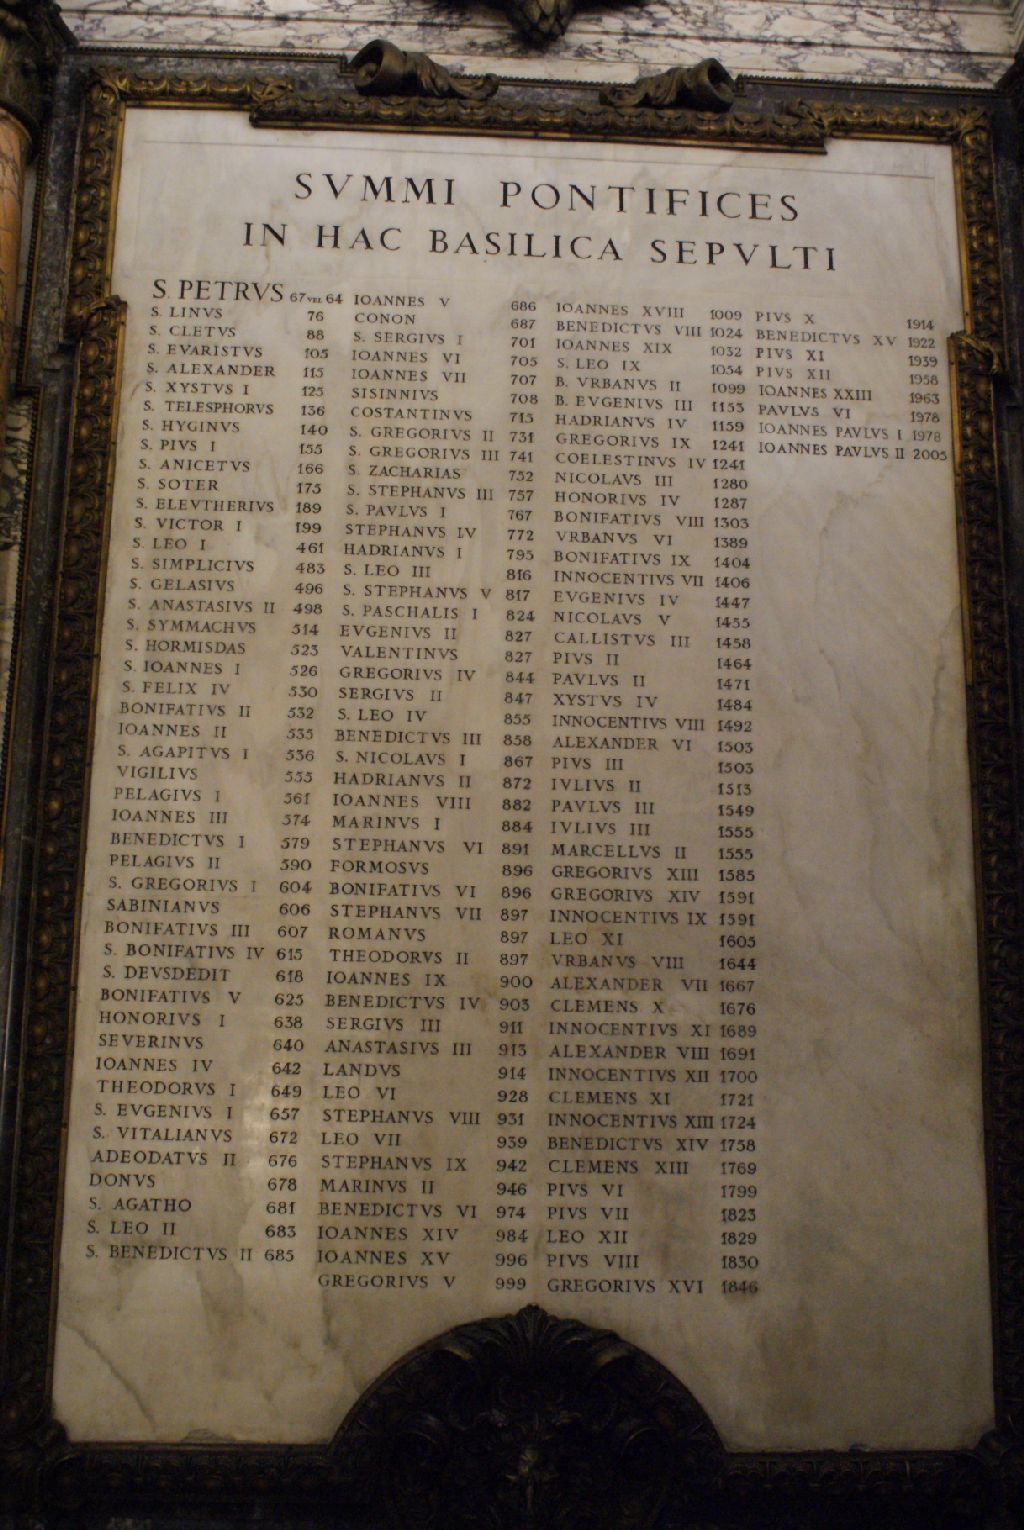 SVMMI PONTIFICES
IN HAC BASILICA SEPVLTI
S. PETRVS 67 VEL 64
S. LINVS 76
S. CLETVS 88
S. EVARISTVS 105
S. ALEXANDER 115
S. XYSTVS I 125
S. TELESPHORVS 136
S. HYGINVS 140
S. PIVS I 155
S. ANICETVS 166
S. SOTER 175
S. ELEVTHERIVS 189
S. VICTOR I 199
S. LEO I 461
S. SIMPLICIVS 483
S. GELASIVS 496
S. ANASTASIVS II 498
S. SYMMACHVS 514
S. HORMISDAS 523
S. IOANNES I 526
S. FELIX IV 530
BONIFATIVS II 532
IOANNES II 535
S. AGAPITVS I 536
VIGILIVS 555
PELAGIVS I 561
IOANNES III 574
BENEDICTVS I 579
PELAGIVS II 590
S. GREGORIVS I 604
SABINIANVS 606
BONIFATIVS III 607
S. BONIFATIVS IV 615
S. DEVSDEDIT 618
BONIFATIVS V 625
HONORIVS I 638
SEVERINVS 640
IOANNES IV 642
THEODORVS I 649
S. EVGENIVS I 657
S. VITALIANVS 672
ADEODATVS II 676
DONVS 678
S. AGATHO 681
S. LEO II 683
S. BENEDICTVS II 685
IOANNES V 686
CONON 687
S. SERGIVS I 701
IOANNES VI 705
IOANNES VII 707
SISINNIVS 708
COSTANTINVS 715
S. GREGORIVS II 731
S. GREGORIVS III 741
S. ZACHARIAS 752
S. STEPHANVS III 757
S. PAVLVS I 767
STEPHANVS IV 772
HADRIANVS I 795
S. LEO III 816
S. STEPHANVS V 817
S. PASCHALIS I 824
EVGENIVS II 827
VALENTINVS 827
GREGORIVS IV 844
SERGIVS II 847
S. LEO IV 855
BENEDICTVS III 858
S. NICOLAVS I 867
HADRIANVS II 872
IOANNES VIII 882
MARINVS I 884
STEPHANVS VI 891
FORMOSVS 896
BONIFATIVS VI 896
STEPHANVS VII 897
ROMANVS 897
THEODORVS II 897
IOANNES IX 900
BENEDICTVS IV 903
SERGIVS III 911
ANASTASIVS III 913
LANDVS 914
LEO VI 928
STEPHANVS VIII 931
LEO VII 939
STEPHANVS IX 942
MARINVS II 946
BENEDICTVS VI 974
IOANNES XIV 984
IOANNES XV 996
GREGORIVS V 999
IOANNES XVIII 1009
BENEDICTVS VIII 1024
IOANNES XIX 1032
S. LEO IX 1054
B. VRBANVS II 1099
B. EVGENIVS III 1153
HADRIANVS IV 1159
GREGORIVS IX 1241
COELESTINVS IV 1241
NICOLAVS III 1280
HONORIVS IV 1287
BONIFATIVS VIII 1303
VRBANVS VI 1389
BONIFATIVS IX 1404
INNOCENTIVS VII 1406
EVGENIVS IV 1447
NICOLAVS V 1455
CALLISTVS III 1458
PIVS II 1464
PAVLVS II 1471
XYSTVS IV 1484
INNOCENTIVS VIII 1492
ALEXANDER VI 1503
PIVS III 1503
IVLIVS II 1513
PAVLVS III 1549
IVLIVS III 1555
MARCELLVS II 1555
GREGORIVS XIII 1585
GREGORIVS XIV 1591
INNOCENTIVS IX 1591
LEO XI 1605
VRBANVS VIII 1644
ALEXANDER VII 1667
CLEMENS X 1676
INNOCENTIVS XI 1689
ALEXANDER VIII 1691
INNOCENTIVS XII 1700
CLEMENS XI 1721
INNOCENTIVS XIII 1724
BENEDICTVS XIV 1758
CLEMENS XIII 1769
PIVS VI 1799
PIVS VII 1823
LEO XII 1829
PIVS VIII 1830
GREGORIVS XVI 1846
PIVS X 1914
BENEDICTVS XV 1922
PIVS XI 1939
PIVS XII 1958
IOANNES XXIII 1963
PAVLVS VI 1978
IOANNES PAVLVS I 1978
IOANNES PAVLVS II 2005